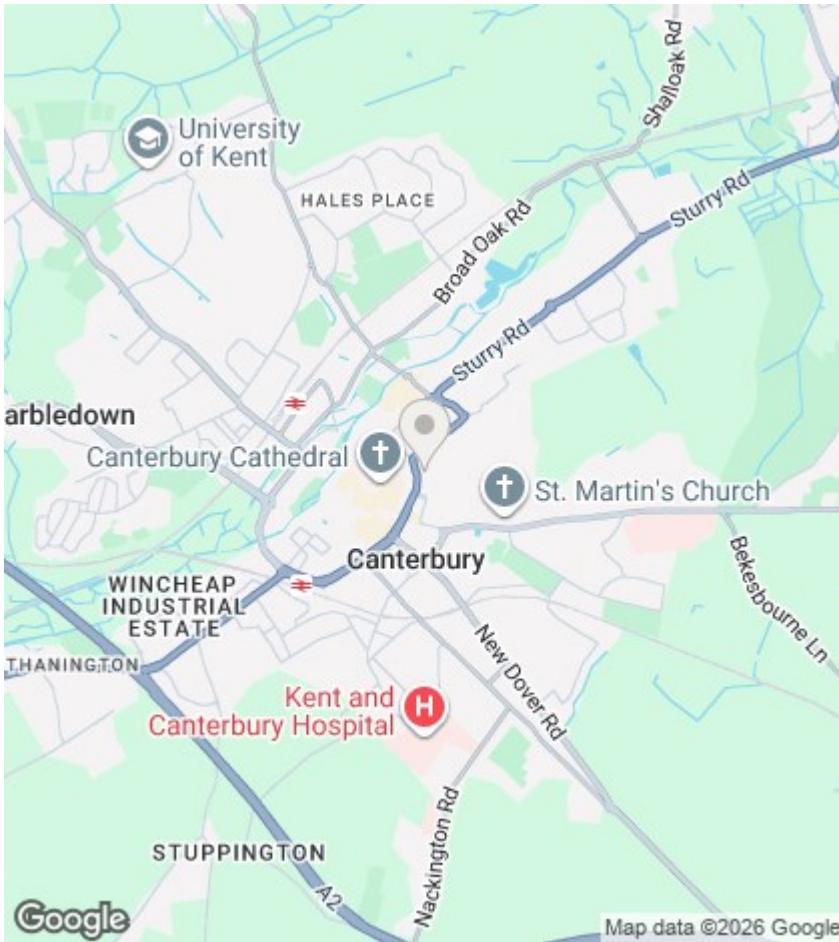 Shalloak Rd
University
of Kent
HALES PLACE
Broad Oak Rd
Sturry Rd
Sturry Rd
arbledown
Canterbury Cathedral
St. Martin's Church
Canterbury
WINCHEAP
INDUSTRIAL
ESTATE
Bekesbourne Ln
THANINGTON
New Dover Rd
Kent and
Canterbury Hospital
H
Nackington Rd
STUPPINGTON
A2
Google
Map data ©2026 Google